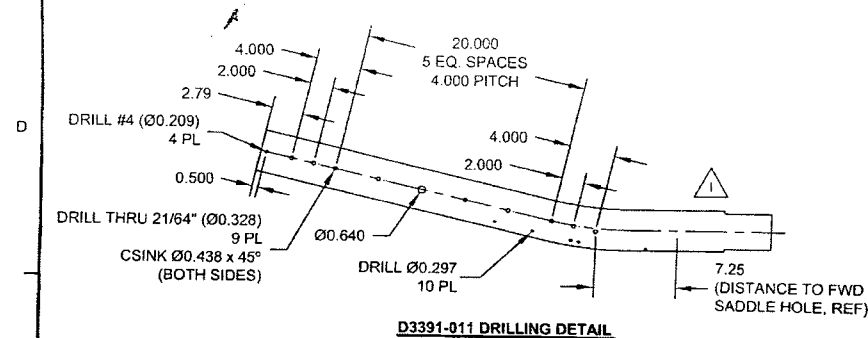 A
20.000
5 EQ. SPACES
4.000 PITCH
4.000
2.000
2.79
D
DRILL #4 (Ø0.209)
4 PL
4.000
2.000
1
0.500
DRILL THRU 21/64" (Ø0.328)
9 PL
CSINK Ø0.438 x 45°
(BOTH SIDES)
Ø0.640
DRILL Ø0.297
10 PL
7.25
(DISTANCE TO FWD
SADDLE HOLE, REF)
D3391-011 DRILLING DETAIL